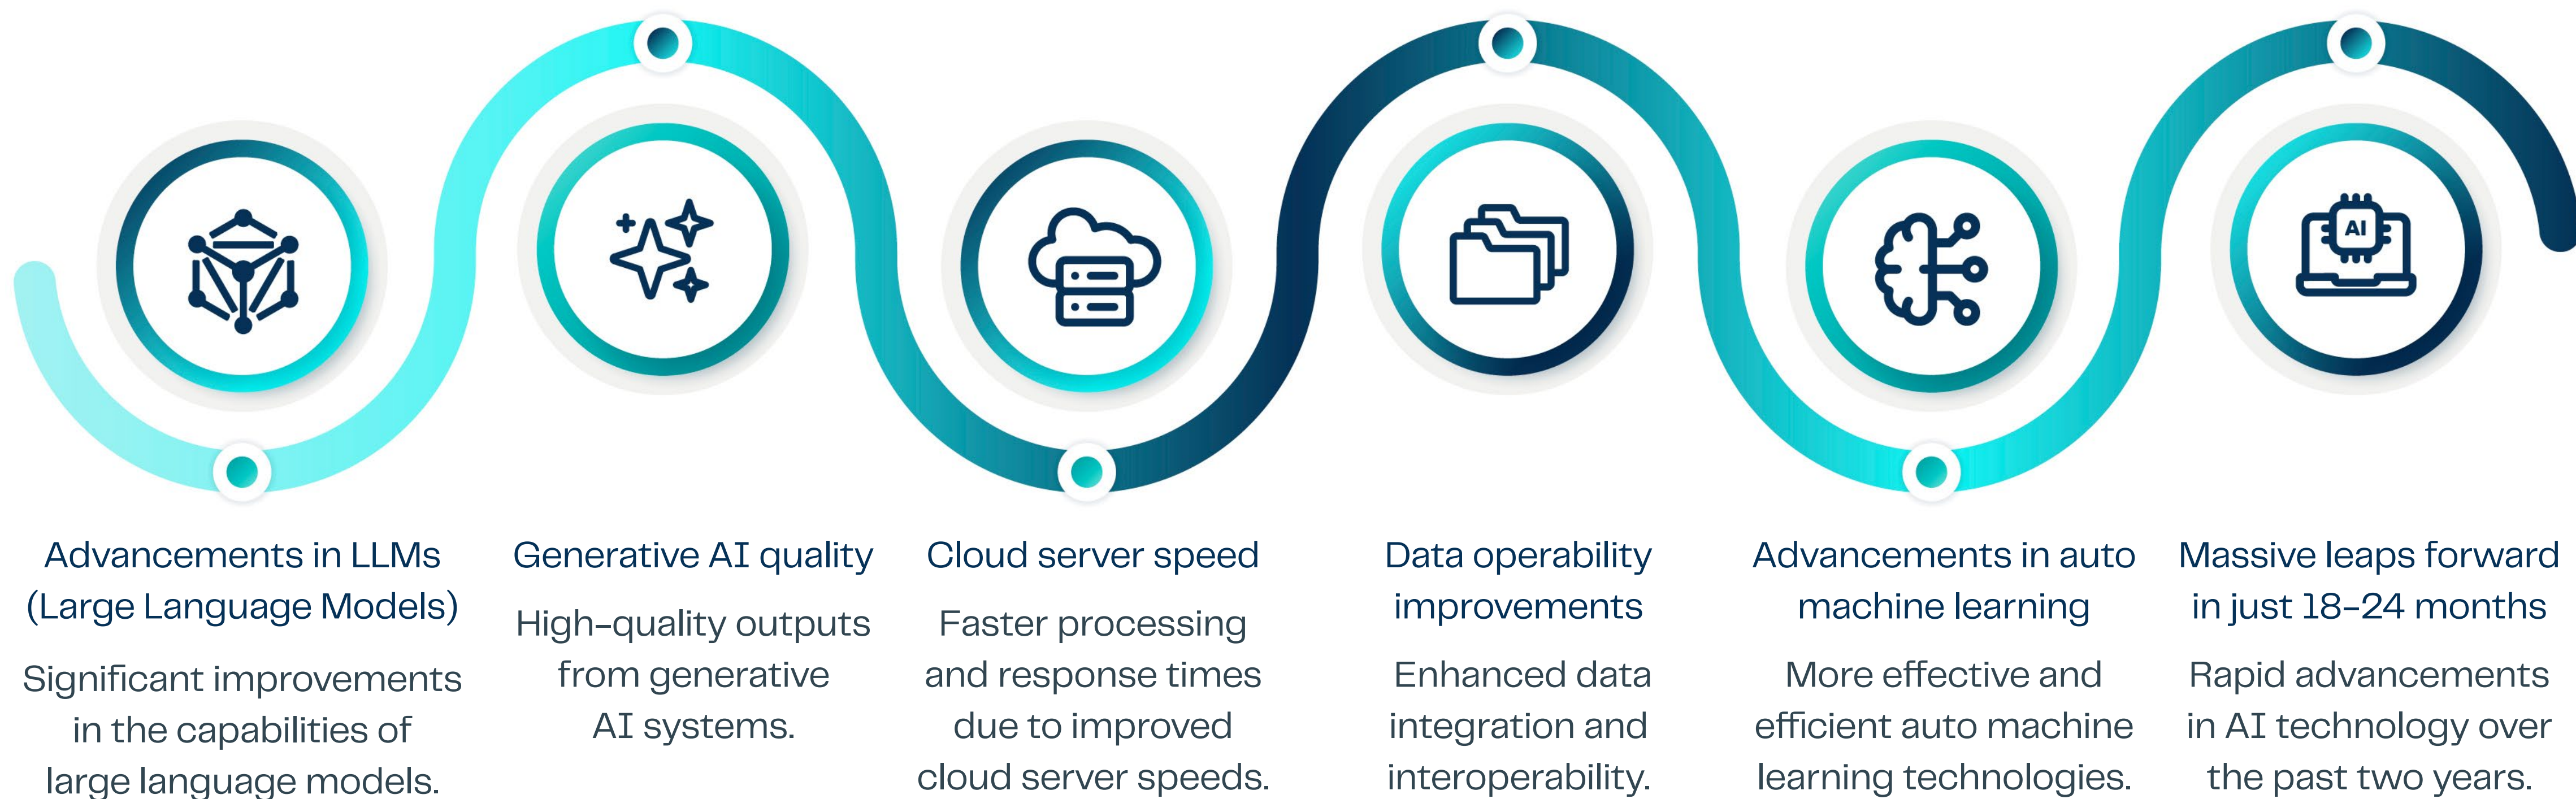 AI
Advancements in LLMs
(Large Language Models)
Significant improvements
in the capabilities of
large language models.
Generative AI quality
High-quality outputs
from generative
AI systems.
Cloud server speed
Faster processing
and response times
due to improved
cloud server speeds.
Data operability
improvements
Enhanced data
integration and
interoperability.
Advancements in auto
machine learning
More effective and
efficient auto machine
learning technologies.
Massive leaps forward
in just 18-24 months
Rapid advancements
in AI technology over
the past two years.